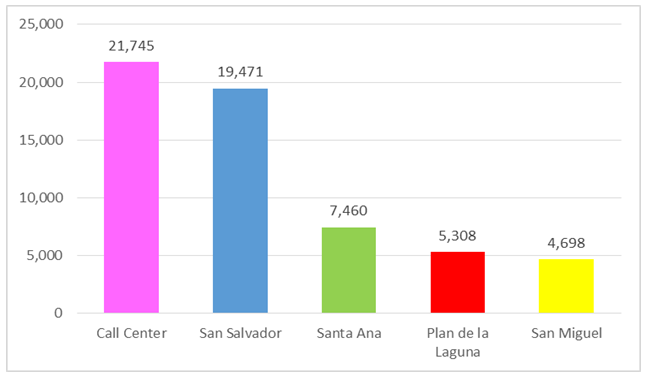 25,000
20,000
15,000
10,000
5,000
0
21,745
19,471
7,460
5,308
4,698
Call Center
San Salvador
Santa Ana
Plan de la
Laguna
San Miguel